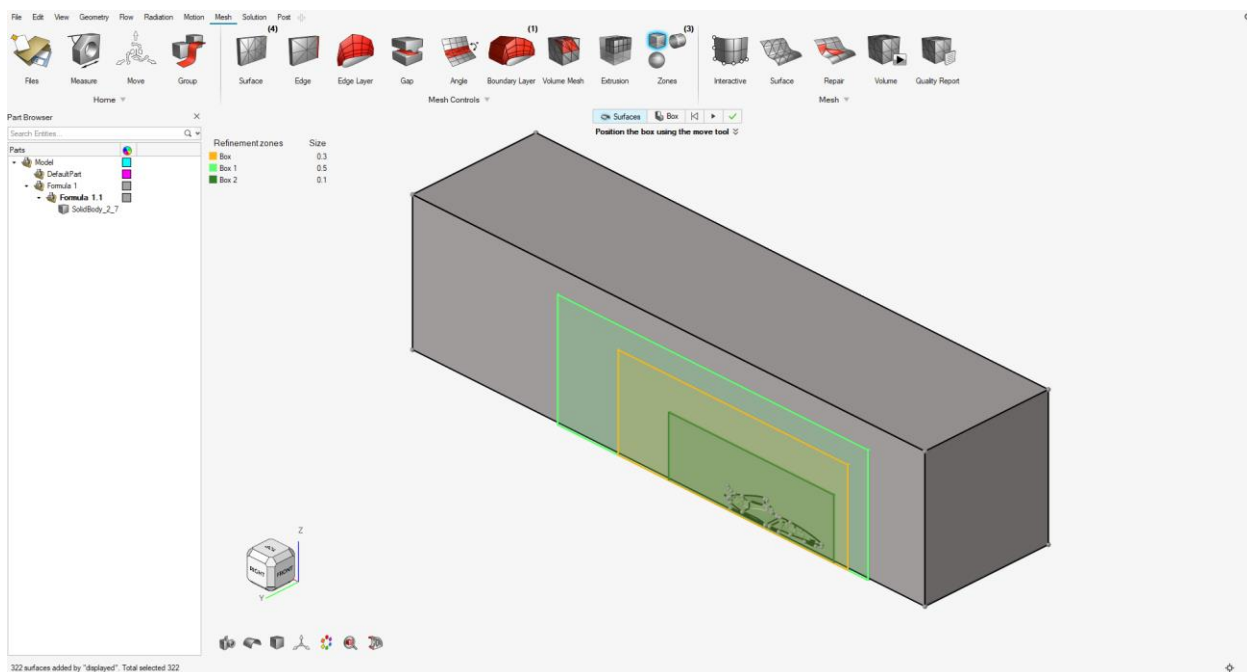 File Edit View Geometry Flow Radiation Motion Mesh Solution Post
(4) (1) (3)
Files Measure Move Group Surface Edge Edge Layer Gap Angle Boundary Layer Volume Mesh Extrusion Zones Interactive Surface Repair Volume Quality Report
Home Mesh Controls Mesh
Part Browser
Surfaces Box
Search Entities...
Position the box using the move tool
Parts
Refinement zones Size
Model
Box 0.3
DefaultPart
Box 1 0.5
Formula 1
Box 2 0.1
Formula 1.1
SolidBody_2_7
Z
TOP
RIGHT FRONT
Y
322 surfaces added by "displayed". Total selected 322